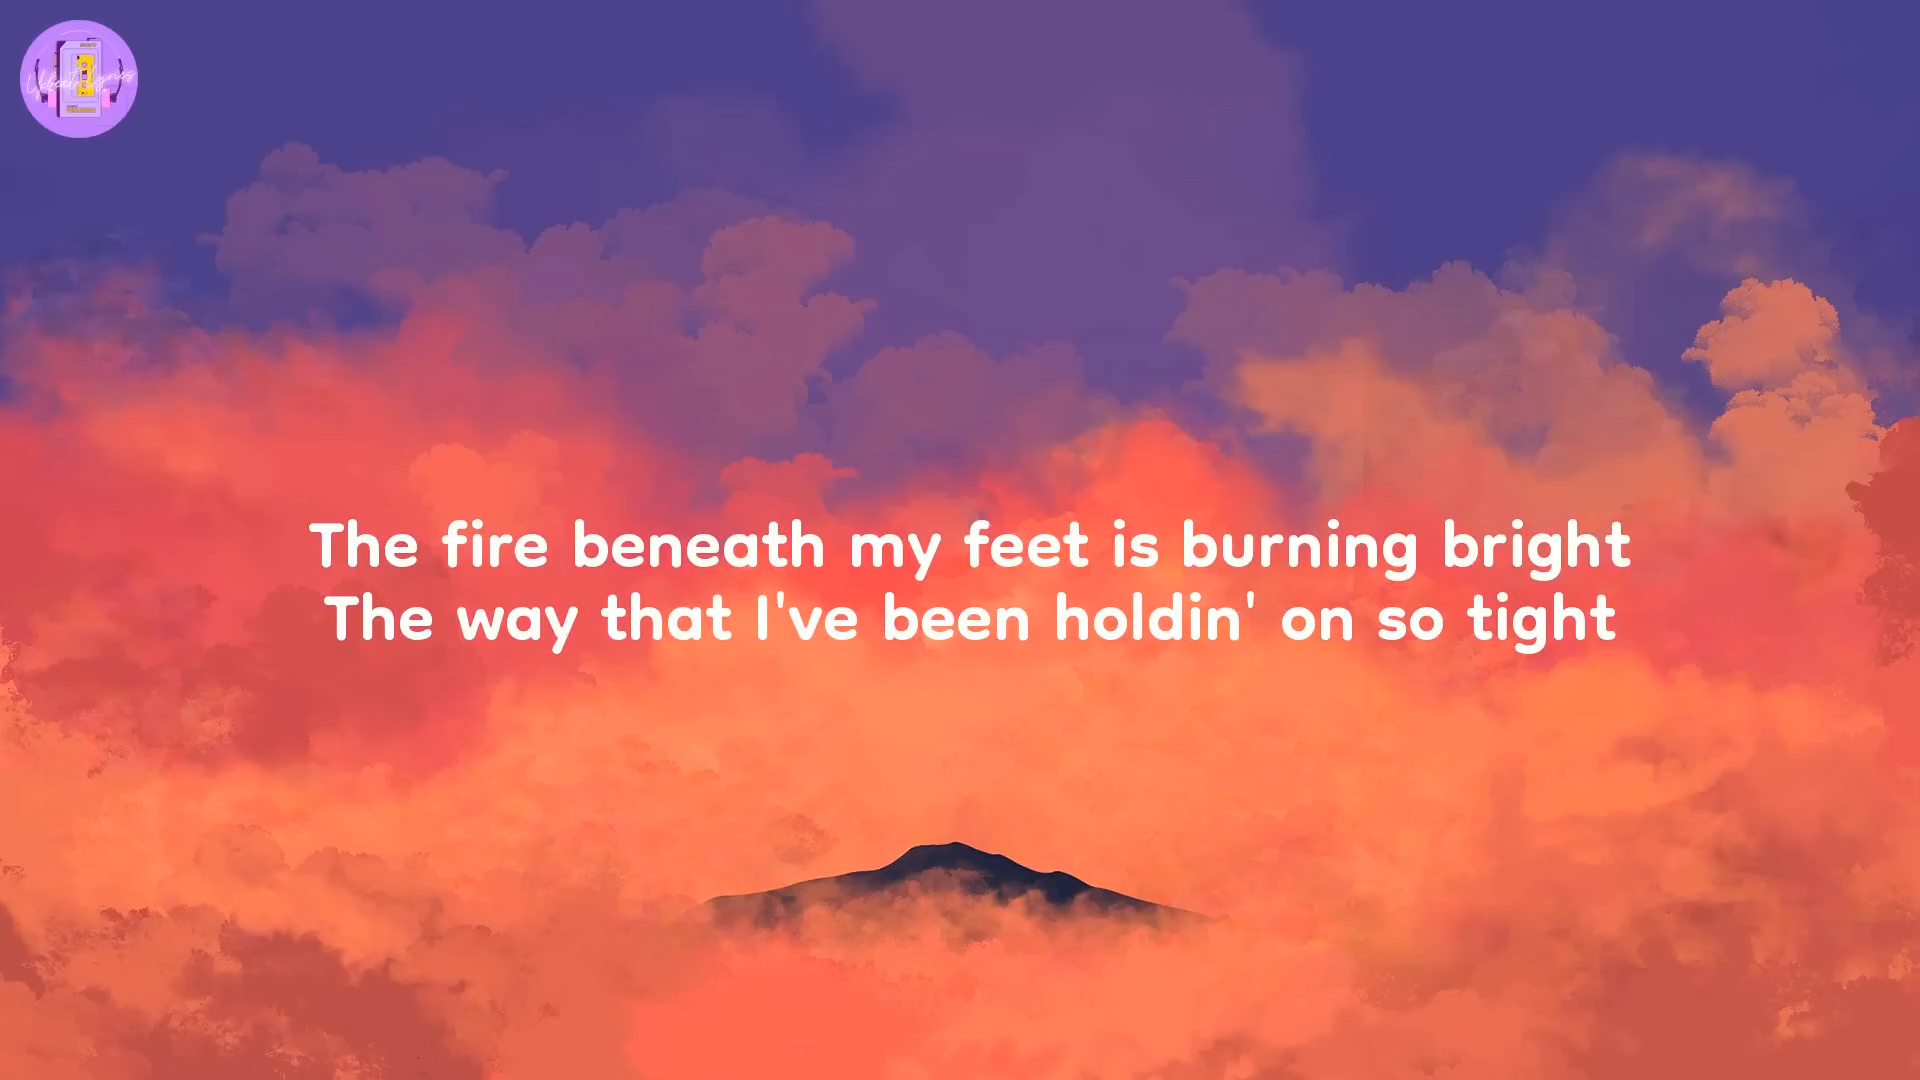 The fire beneath my feet is burning bright
The way that I've been holdin' on so tight